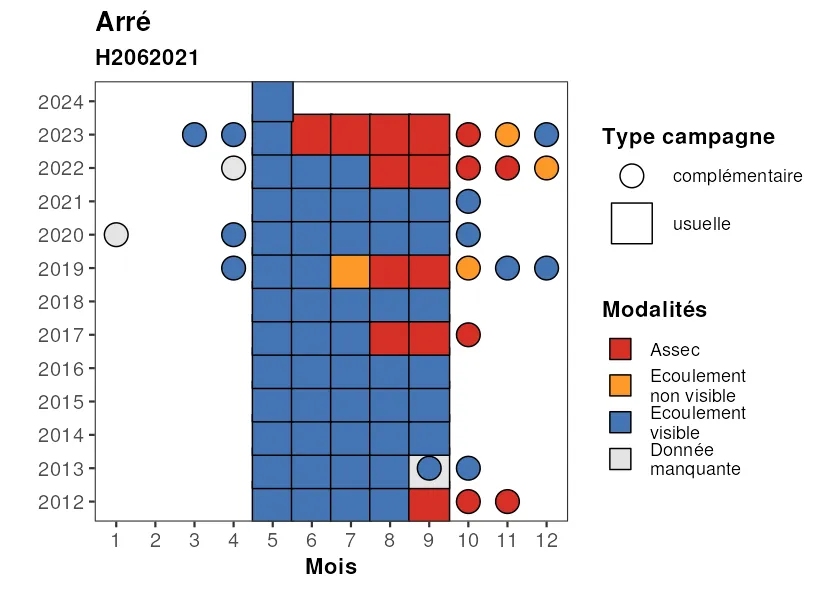 Arré
H2062021
2024
2023
2022
2021
2020
2019
2018
2017
2016
2015
2014
2013
2012
1 2 3 4 5 6 7 8 9 10 11 12
Mois
Type campagne
complémentaire
usuelle
Modalités
Assec
Ecoulement
non visible
Ecoulement
visible
Donnée
manquante